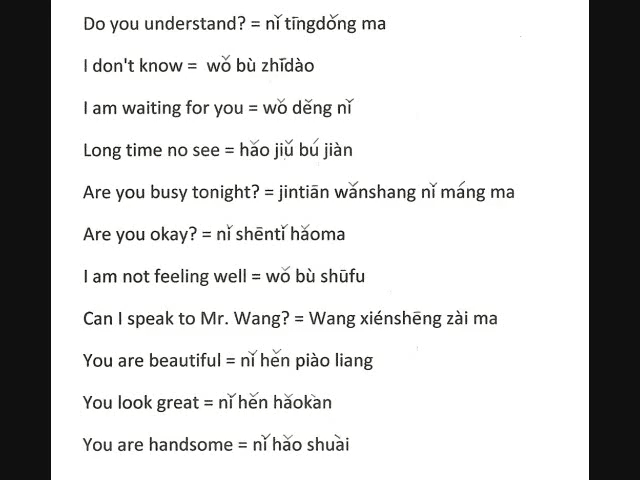 Do you understand? = nǐ tīngdǒng ma
I don't know =  wǒ bù zhīdào
I am waiting for you = wǒ děng nǐ
Long time no see = hǎo jiǔ bú jiàn
Are you busy tonight? = jintiān wǎnshang nǐ máng ma
Are you okay? = nǐ shēntǐ hǎoma
I am not feeling well = wǒ bù shūfu
Can I speak to Mr. Wang? = Wang xiénshēng zài ma
You are beautiful = nǐ hěn piào liang
You look great = nǐ hěn hǎokàn
You are handsome = nǐ hǎo shuài